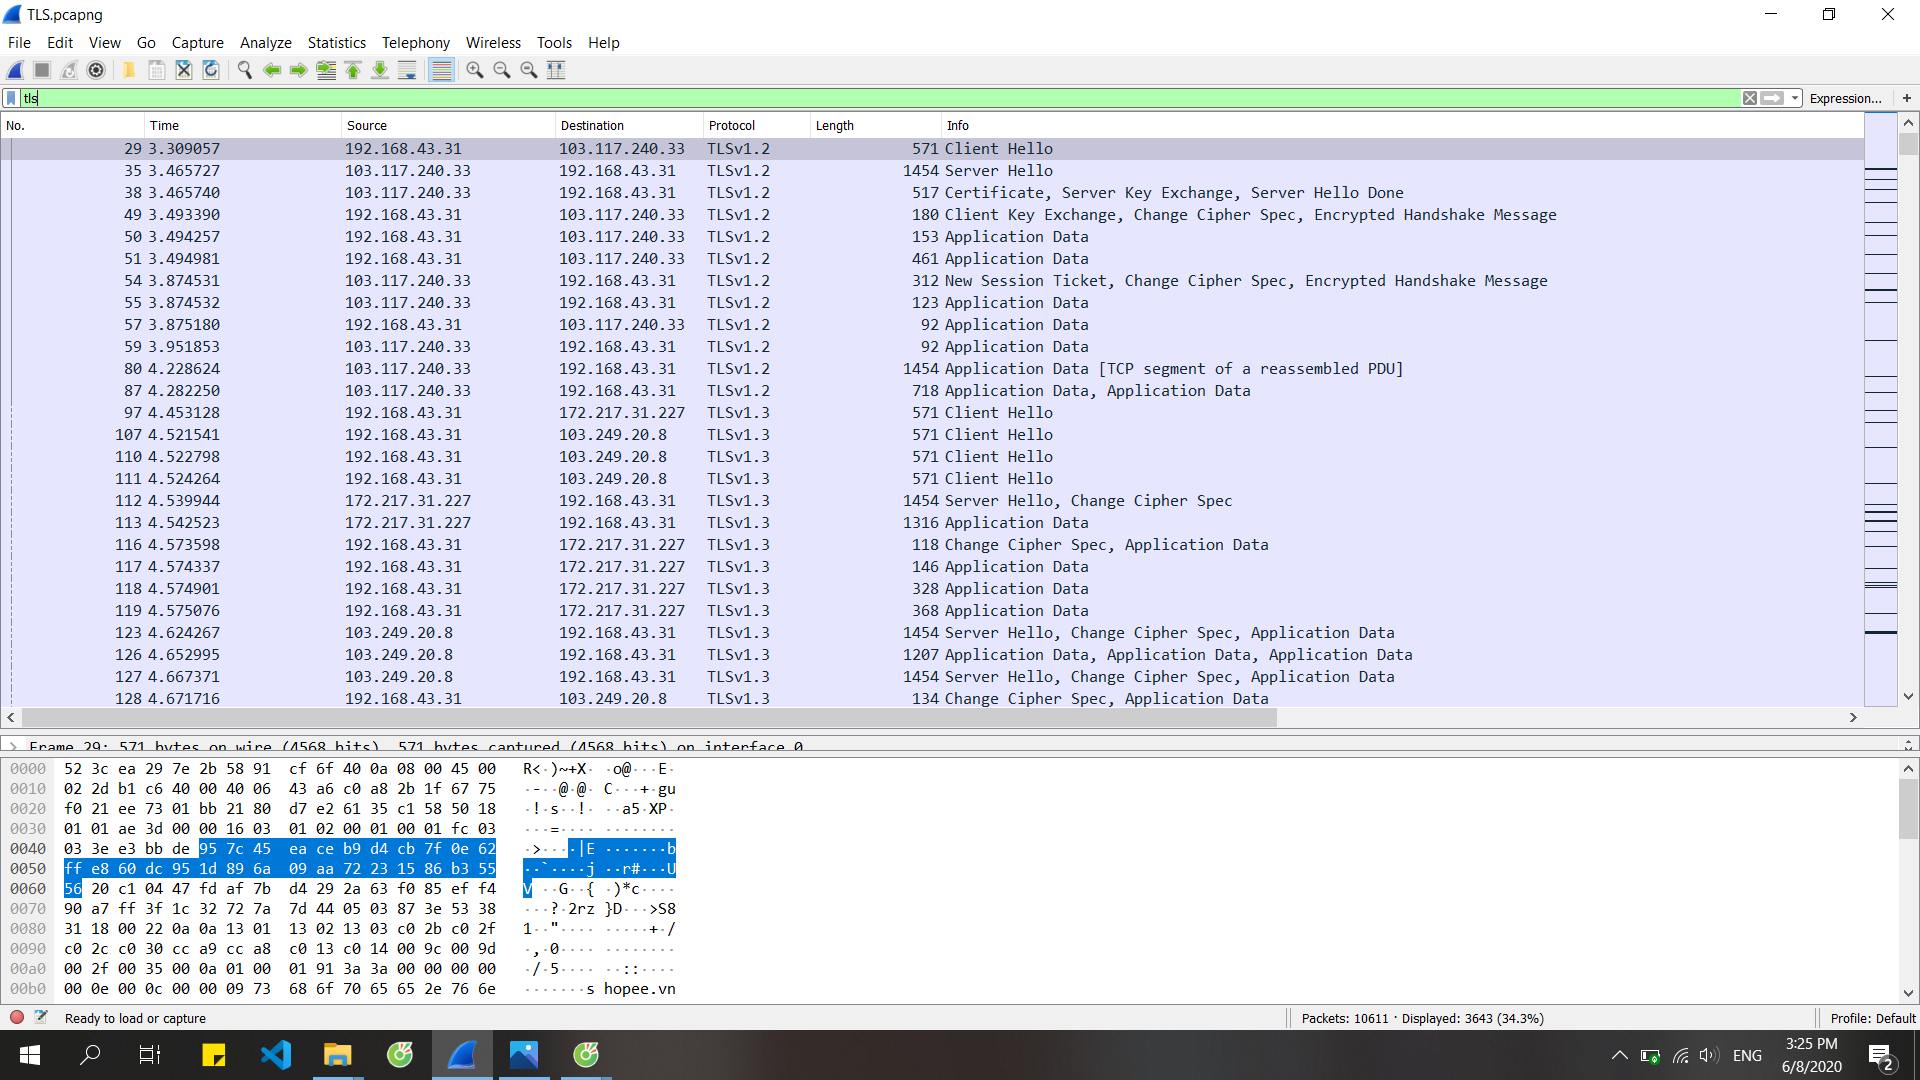 TLS.pcapng
File Edit View Go Capture Analyze Statistics Telephony Wireless Tools Help
tls
Expression... +
No. Time Source Destination Protocol Length Info
29 3.309057 192.168.43.31 103.117.240.33 TLSv1.2 571 Client Hello
35 3.465727 103.117.240.33 192.168.43.31 TLSv1.2 1454 Server Hello
38 3.465740 103.117.240.33 192.168.43.31 TLSv1.2 517 Certificate, Server Key Exchange, Server Hello Done
49 3.493390 192.168.43.31 103.117.240.33 TLSv1.2 180 Client Key Exchange, Change Cipher Spec, Encrypted Handshake Message
50 3.494257 192.168.43.31 103.117.240.33 TLSv1.2 153 Application Data
51 3.494981 192.168.43.31 103.117.240.33 TLSv1.2 461 Application Data
54 3.874531 103.117.240.33 192.168.43.31 TLSv1.2 312 New Session Ticket, Change Cipher Spec, Encrypted Handshake Message
55 3.874532 103.117.240.33 192.168.43.31 TLSv1.2 123 Application Data
57 3.875180 192.168.43.31 103.117.240.33 TLSv1.2 92 Application Data
59 3.951853 103.117.240.33 192.168.43.31 TLSv1.2 92 Application Data
80 4.228624 103.117.240.33 192.168.43.31 TLSv1.2 1454 Application Data [TCP segment of a reassembled PDU]
87 4.282250 103.117.240.33 192.168.43.31 TLSv1.2 718 Application Data, Application Data
97 4.453128 192.168.43.31 172.217.31.227 TLSv1.3 571 Client Hello
107 4.521541 192.168.43.31 103.249.20.8 TLSv1.3 571 Client Hello
110 4.522798 192.168.43.31 103.249.20.8 TLSv1.3 571 Client Hello
111 4.524264 192.168.43.31 103.249.20.8 TLSv1.3 571 Client Hello
112 4.539944 172.217.31.227 192.168.43.31 TLSv1.3 1454 Server Hello, Change Cipher Spec
113 4.542523 172.217.31.227 192.168.43.31 TLSv1.3 1316 Application Data
116 4.573598 192.168.43.31 172.217.31.227 TLSv1.3 118 Change Cipher Spec, Application Data
117 4.574337 192.168.43.31 172.217.31.227 TLSv1.3 146 Application Data
118 4.574901 192.168.43.31 172.217.31.227 TLSv1.3 328 Application Data
119 4.575076 192.168.43.31 172.217.31.227 TLSv1.3 368 Application Data
123 4.624267 103.249.20.8 192.168.43.31 TLSv1.3 1454 Server Hello, Change Cipher Spec, Application Data
126 4.652995 103.249.20.8 192.168.43.31 TLSv1.3 1207 Application Data, Application Data, Application Data
127 4.667371 103.249.20.8 192.168.43.31 TLSv1.3 1454 Server Hello, Change Cipher Spec, Application Data
128 4.671716 192.168.43.31 103.249.20.8 TLSv1.3 134 Change Cipher Spec, Application Data
Frame 29: 571 bytes on wire (4568 bits), 571 bytes captured (4568 bits) on interface 0
0000 52 3c ea 29 7e 2b 58 91 cf 6f 40 0a 08 00 45 00 R<·)~+X· ·o@···E·
0010 02 2d b1 c6 40 00 40 06 43 a6 c0 a8 2b 1f 67 75 ·-··@·@· C···+·gu
0020 f0 21 ee 73 01 bb 21 80 d7 e2 61 35 c1 58 50 18 ·!·s··!· ··a5·XP·
0030 01 01 ae 3d 00 00 16 03 01 02 00 01 00 01 fc 03 ···=···· ········
0040 03 3e e3 bb de 95 7c 45 ea ce b9 d4 cb 7f 0e 62 ·>····|E ·······b
0050 ff e8 60 dc 95 1d 89 6a 09 aa 72 23 15 86 b3 55 ··`····j ··r#···U
0060 56 20 c1 04 47 fd af 7b d4 29 2a 63 f0 85 ef f4 V ··G··{ ·)*c····
0070 90 a7 ff 3f 1c 32 72 7a 7d 44 05 03 87 3e 53 38 ···?·2rz }D···>S8
0080 31 18 00 22 0a 0a 13 01 13 02 13 03 c0 2b c0 2f 1··"···· ·····+·/
0090 c0 2c c0 30 cc a9 cc a8 c0 13 c0 14 00 9c 00 9d ·,·0···· ········
00a0 00 2f 00 35 00 0a 01 00 01 91 3a 3a 00 00 00 00 ·/·5···· ··::····
00b0 00 0e 00 0c 00 00 09 73 68 6f 70 65 65 2e 76 6e ·······s hopee.vn
Ready to load or capture
Packets: 10611 · Displayed: 3643 (34.3%)
Profile: Default
ENG
3:25 PM
6/8/2020
2